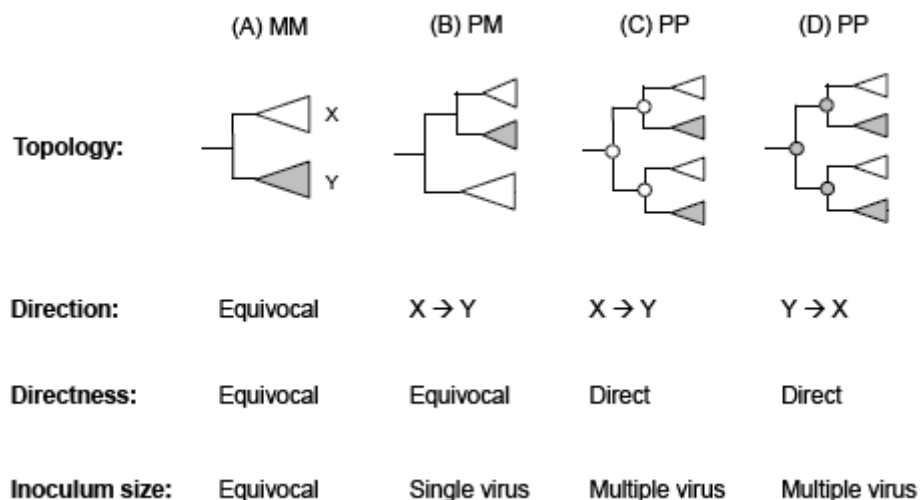 (A) MM (B) PM (C) PP (D) PP
Topology: X
Y
Direction: Equivocal X → Y X → Y Y → X
Directness: Equivocal Equivocal Direct Direct
Inoculum size: Equivocal Single virus Multiple virus Multiple virus